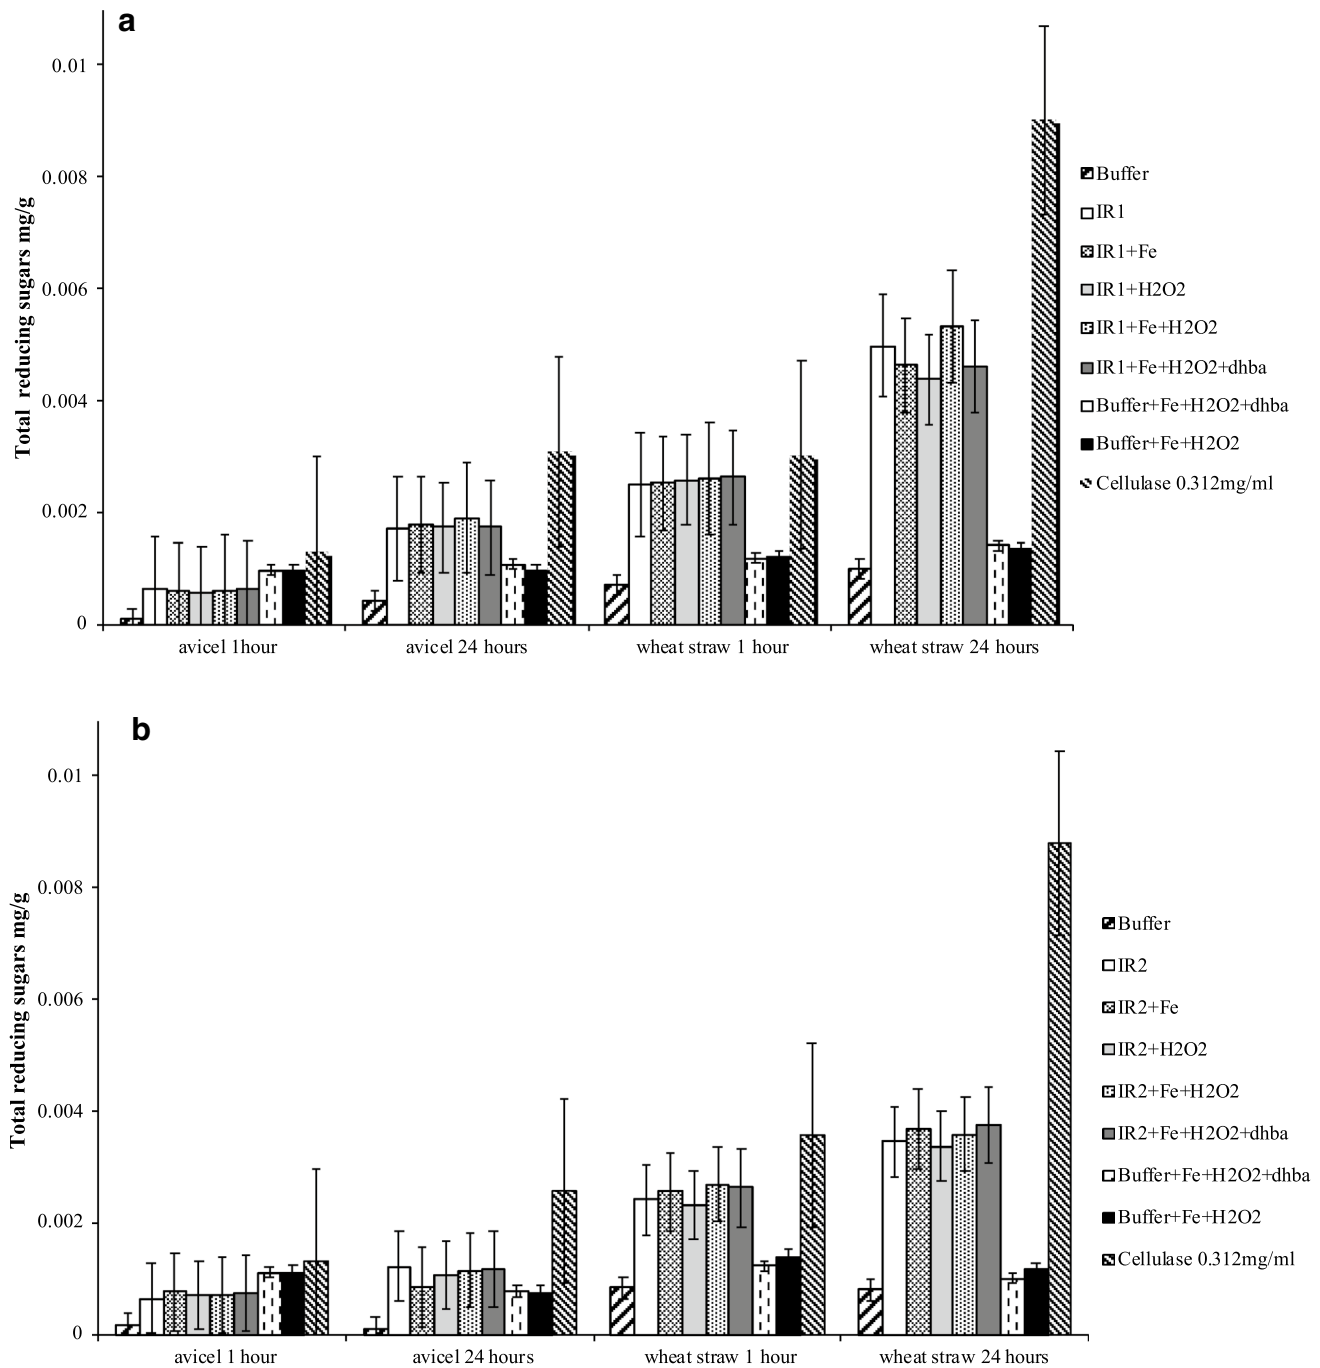 a
Total reducing sugars mg/g
0.01
0.008
0.006
0.004
0.002
0
avicel 1hour
avicel 24 hours
wheat straw 1 hour
wheat straw 24 hours
Buffer
IR1
IR1+Fe
IR1+H2O2
IR1+Fe+H2O2
IR1+Fe+H2O2+dhba
Buffer+Fe+H2O2+dhba
Buffer+Fe+H2O2
Cellulase 0.312mg/ml
b
Total reducing sugars mg/g
0.01
0.008
0.006
0.004
0.002
0
avicel 1 hour
avicel 24 hours
wheat straw 1 hour
wheat straw 24 hours
Buffer
IR2
IR2+Fe
IR2+H2O2
IR2+Fe+H2O2
IR2+Fe+H2O2+dhba
Buffer+Fe+H2O2+dhba
Buffer+Fe+H2O2
Cellulase 0.312mg/ml